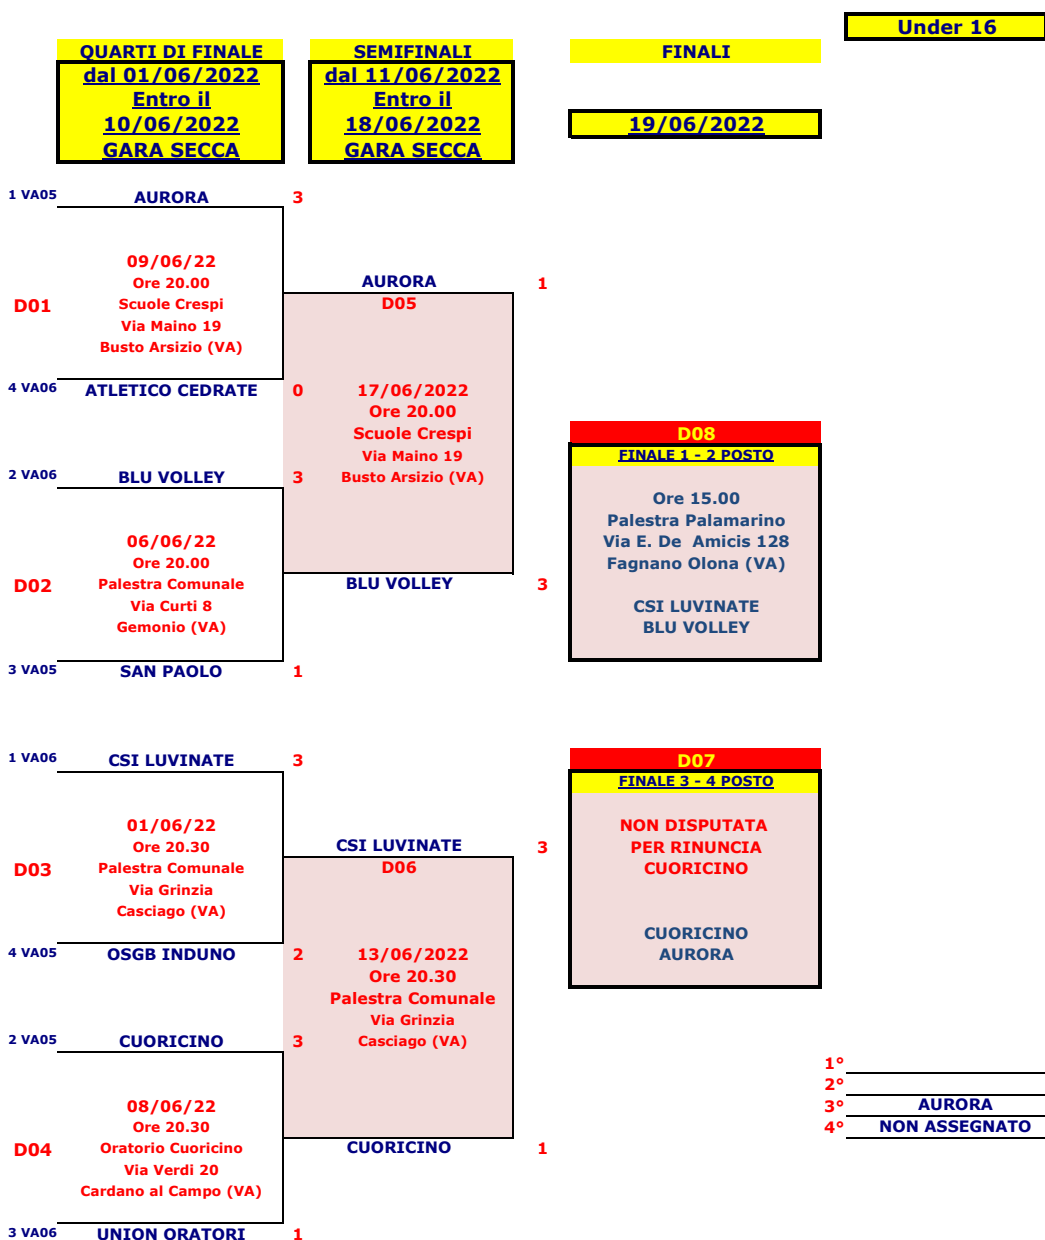 Under 16
QUARTI DI FINALE
dal 01/06/2022
Entro il
10/06/2022
GARA SECCA
SEMIFINALI
dal 11/06/2022
Entro il
18/06/2022
GARA SECCA
FINALI
19/06/2022
1 VA05 AURORA 3
D01
09/06/22
Ore 20.00
Scuole Crespi
Via Maino 19
Busto Arsizio (VA)
4 VA06 ATLETICO CEDRATE 0
2 VA06 BLU VOLLEY 3
D02
06/06/22
Ore 20.00
Palestra Comunale
Via Curti 8
Gemonio (VA)
3 VA05 SAN PAOLO 1
AURORA 1
D05
17/06/2022
Ore 20.00
Scuole Crespi
Via Maino 19
Busto Arsizio (VA)
BLU VOLLEY 3
D08
FINALE 1 - 2 POSTO
Ore 15.00
Palestra Palamarino
Via E. De Amicis 128
Fagnano Olona (VA)
CSI LUVINATE
BLU VOLLEY
1 VA06 CSI LUVINATE 3
D03
01/06/22
Ore 20.30
Palestra Comunale
Via Grinzia
Casciago (VA)
4 VA05 OSGB INDUNO 2
2 VA05 CUORICINO 3
D04
08/06/22
Ore 20.30
Oratorio Cuoricino
Via Verdi 20
Cardano al Campo (VA)
3 VA06 UNION ORATORI 1
CSI LUVINATE 3
D06
13/06/2022
Ore 20.30
Palestra Comunale
Via Grinzia
Casciago (VA)
CUORICINO 1
D07
FINALE 3 - 4 POSTO
NON DISPUTATA
PER RINUNCIA
CUORICINO
CUORICINO
AURORA
1°
2°
3° AURORA
4° NON ASSEGNATO